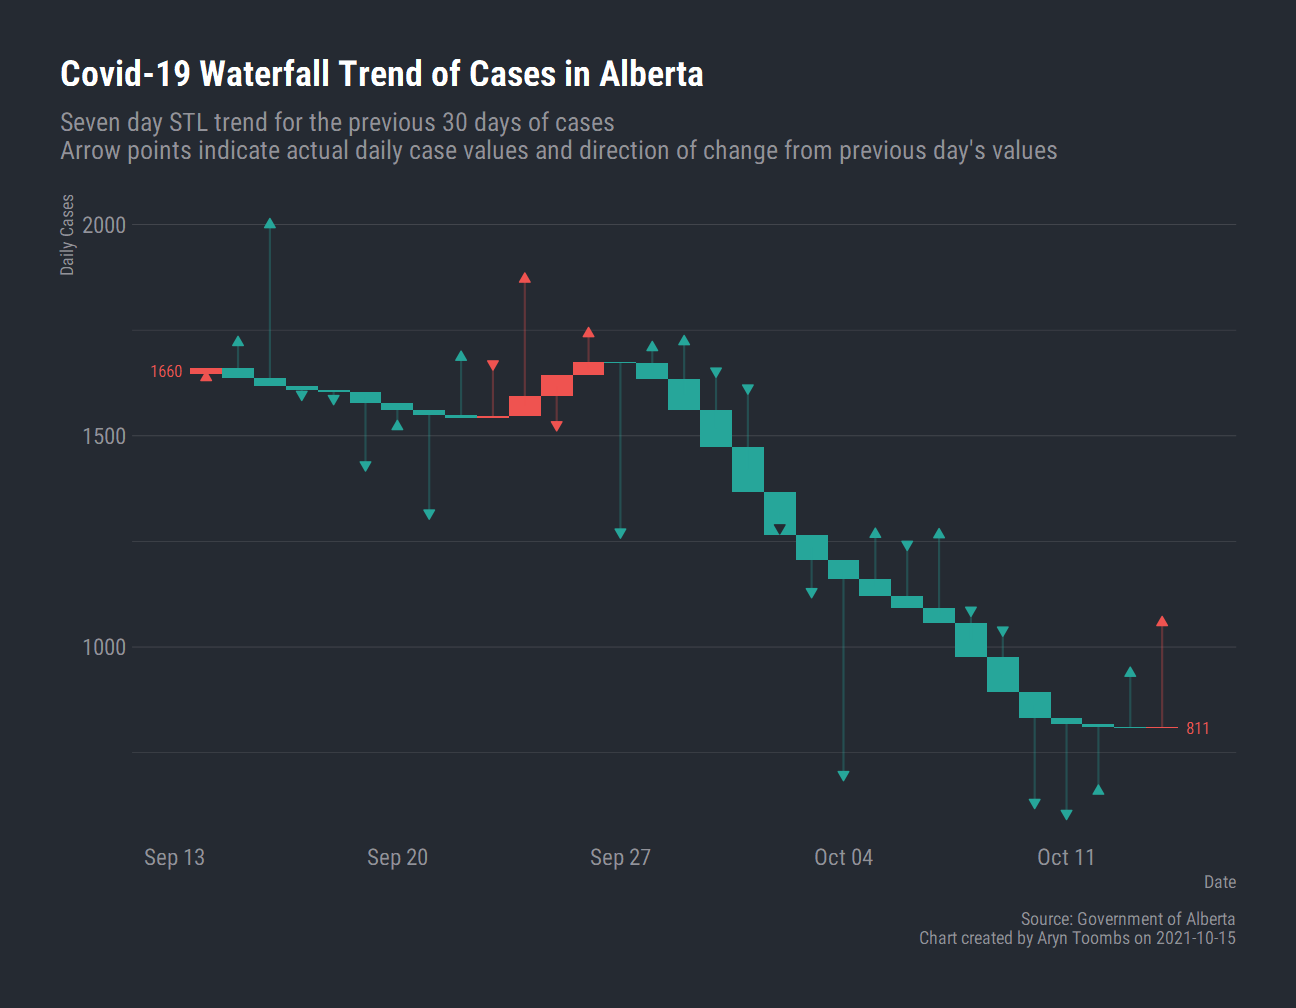 Covid-19 Waterfall Trend of Cases in Alberta
Seven day STL trend for the previous 30 days of cases
Arrow points indicate actual daily case values and direction of change from previous day's values
Daily Cases
2000
1660
1500
1000
811
Sep 13
Sep 20
Sep 27
Oct 04
Oct 11
Date
Source: Government of Alberta
Chart created by Aryn Toombs on 2021-10-15